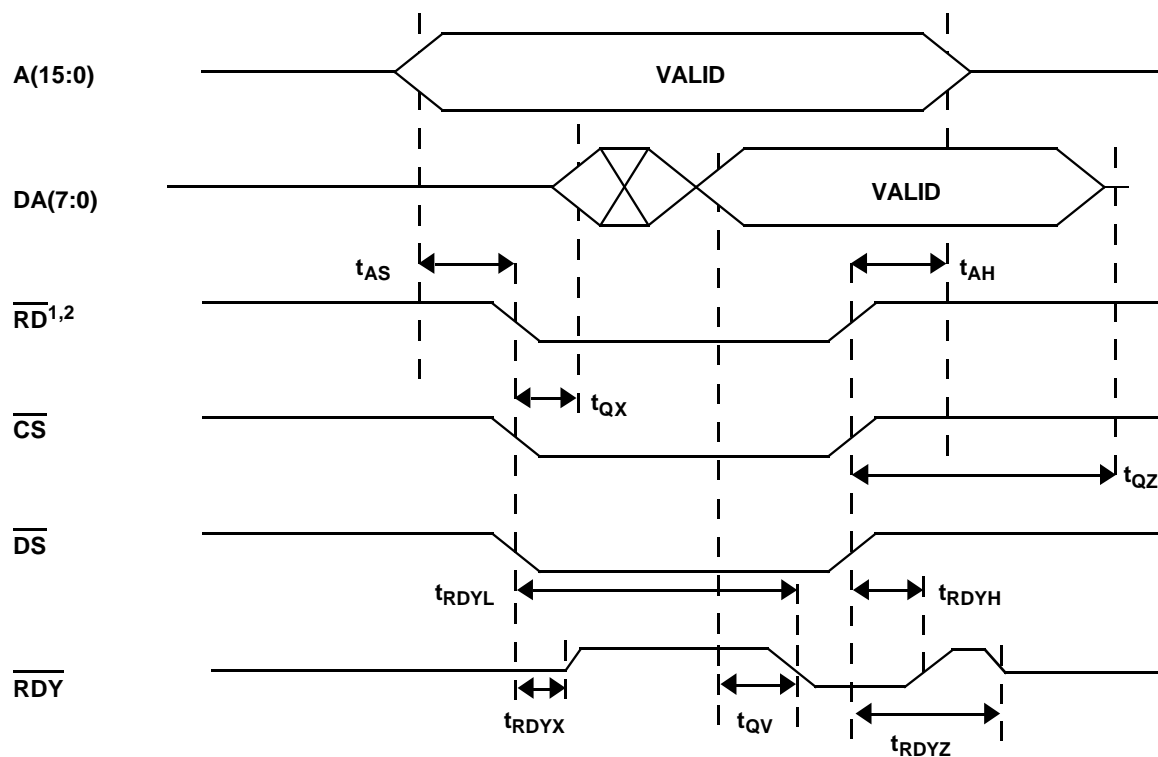 A(15:0)
VALID
DA(7:0)
VALID
tAS
tAH
RD1,2
tQX
CS
tQZ
DS
tRDYL
tRDYH
RDY
tRDYX
tQV
tRDYZ